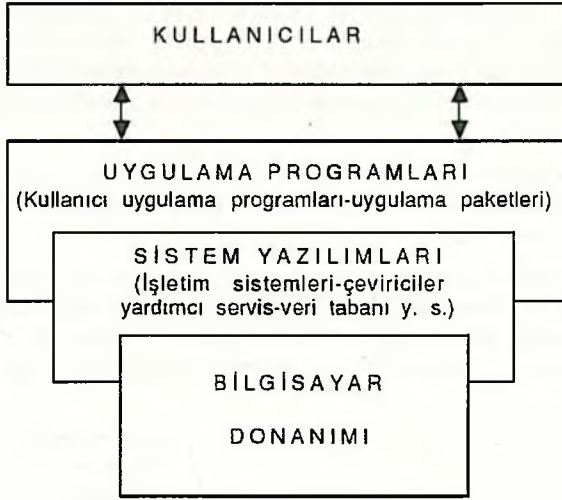 KULLANICILAR
UYGULAMA PROGRAMLARI
(Kullanıcı uygulama programları-uygulama paketleri)
SİSTEM YAZILIMLARI
(İşletim sistemleri-çeviriciler
yardımcı servis-veri tabanı y. s.)
BİLGİSAYAR
DONANIMI